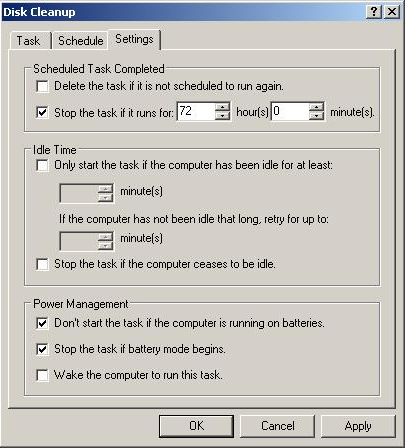 Disk Cleanup
Task Schedule Settings
Scheduled Task Completed
Delete the task if it is not scheduled to run again.
Stop the task if it runs for: 72 hour(s) 0 minute(s).
Idle Time
Only start the task if the computer has been idle for at least:
minute(s)
If the computer has not been idle that long, retry for up to:
minute(s)
Stop the task if the computer ceases to be idle.
Power Management
Don't start the task if the computer is running on batteries.
Stop the task if battery mode begins.
Wake the computer to run this task.
OK Cancel Apply